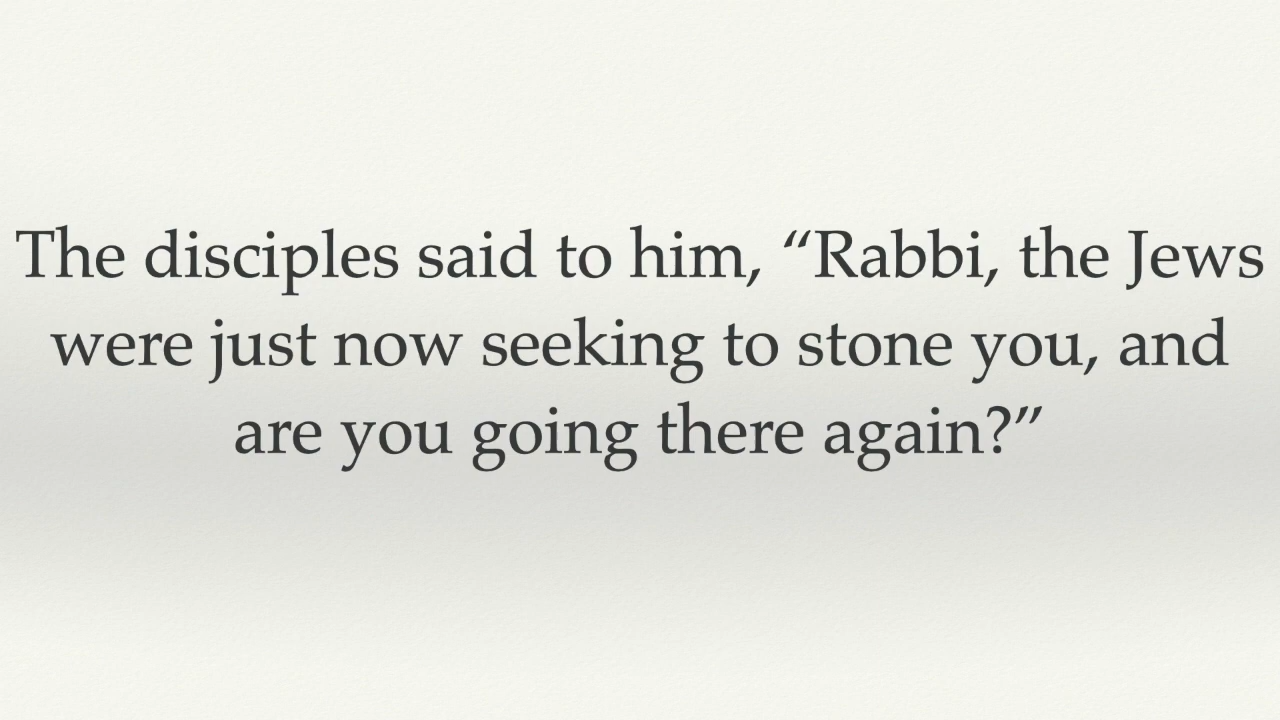 The disciples said to him, “Rabbi, the Jews
were just now seeking to stone you, and
are you going there again?”